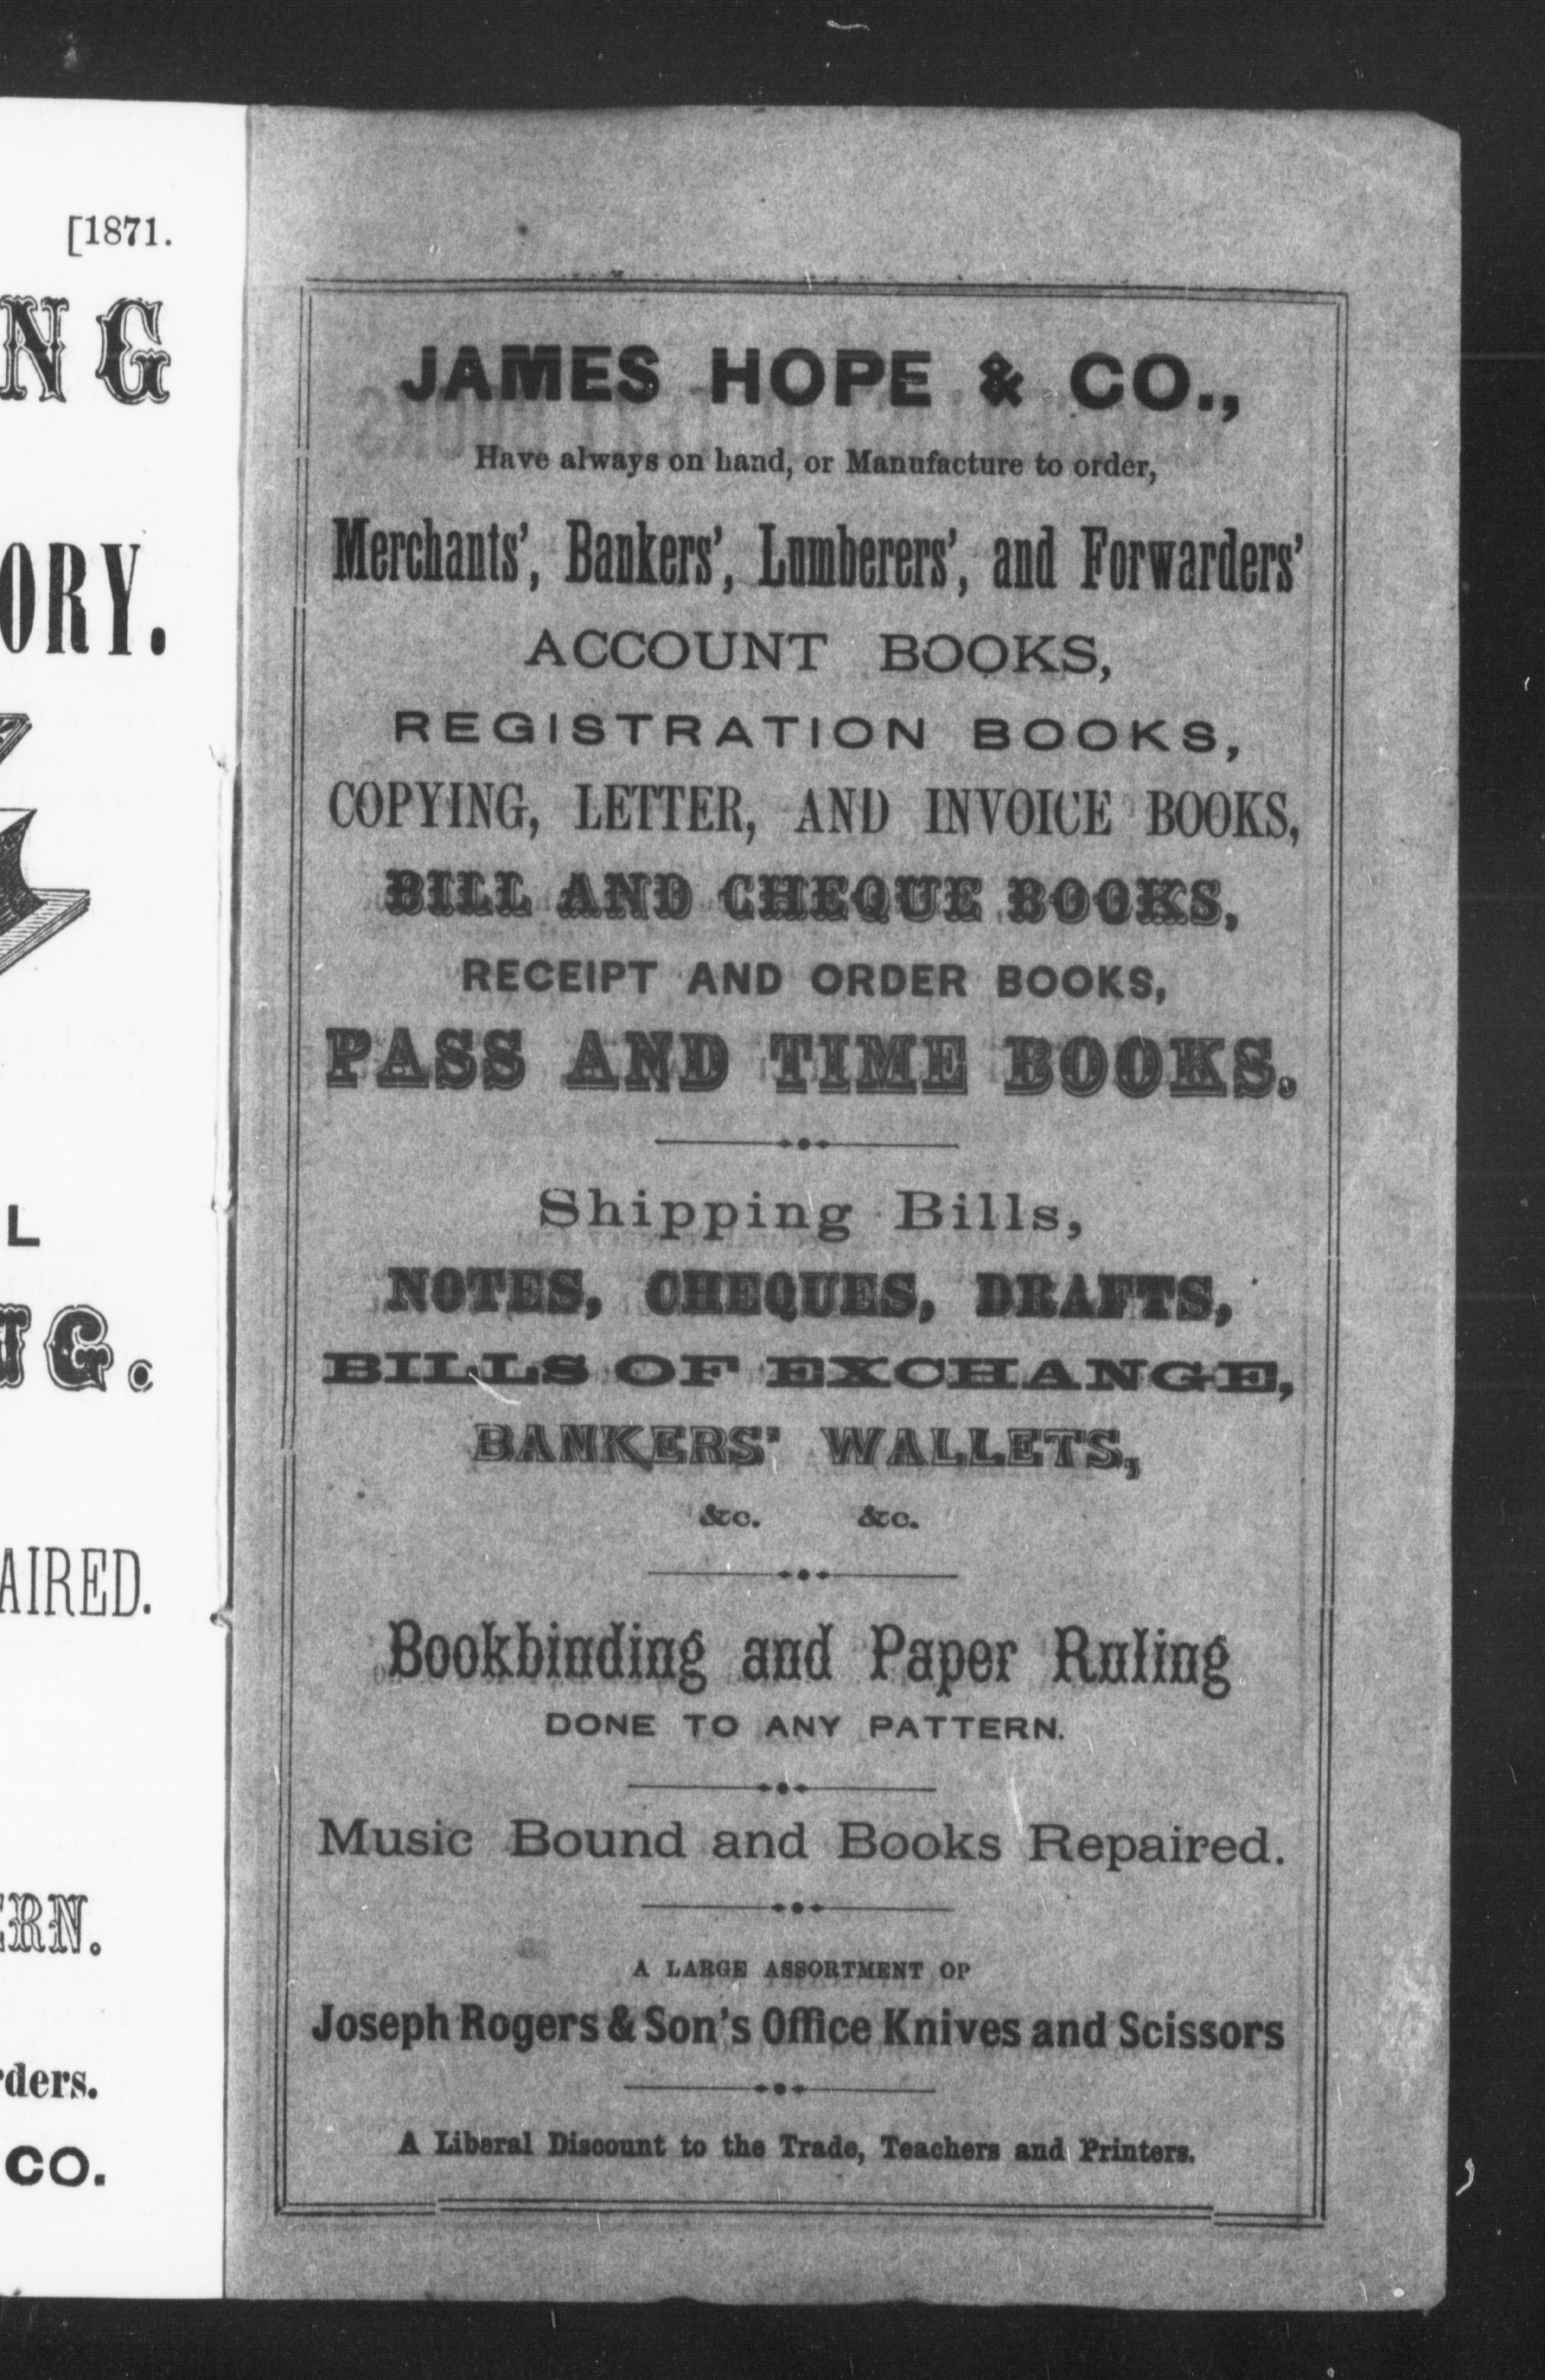 [1871.
NG
ORY.
L
G.
AIRED.
ERN.
ders.
CO.
JAMES HOPE & CO.,
Have always on hand, or Manufacture to order,
Merchants', Bankers', Lumberers', and Forwarders'
ACCOUNT BOOKS,
REGISTRATION BOOKS,
COPYING, LETTER, AND INVOICE BOOKS,
BILL AND CHEQUE BOOKS,
RECEIPT AND ORDER BOOKS,
PASS AND TIME BOOKS.
Shipping Bills,
NOTES, CHEQUES, DRAFTS,
BILLS OF EXCHANGE,
BANKERS' WALLETS,
&c. &c.
Bookbinding and Paper Ruling
DONE TO ANY PATTERN.
Music Bound and Books Repaired.
A LARGE ASSORTMENT OF
Joseph Rogers & Son's Office Knives and Scissors
A Liberal Discount to the Trade, Teachers and Printers.